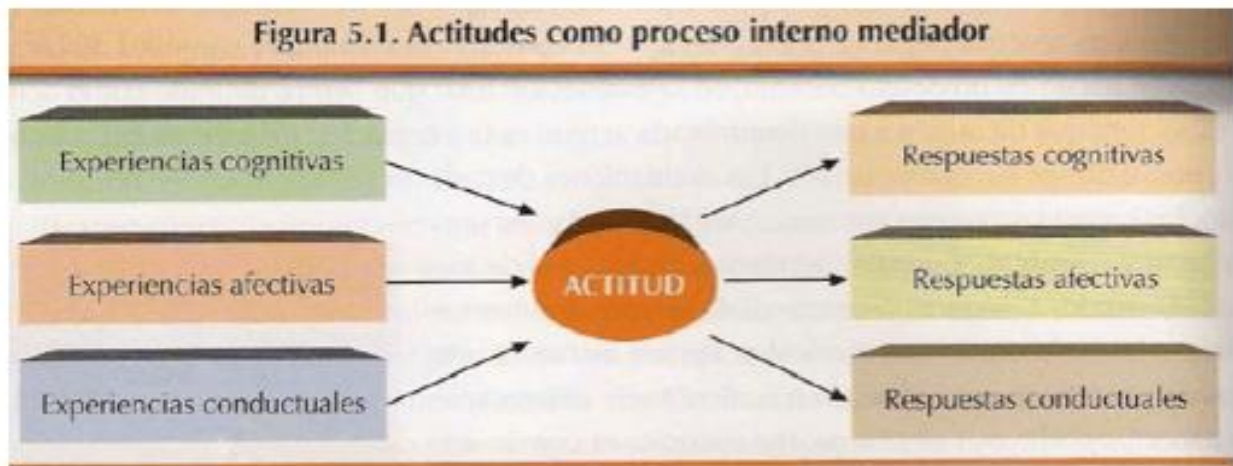 Figura 5.1. Actitudes como proceso interno mediador
Experiencias cognitivas
Respuestas cognitivas
Experiencias afectivas
ACTITUD
Respuestas afectivas
Experiencias conductuales
Respuestas conductuales